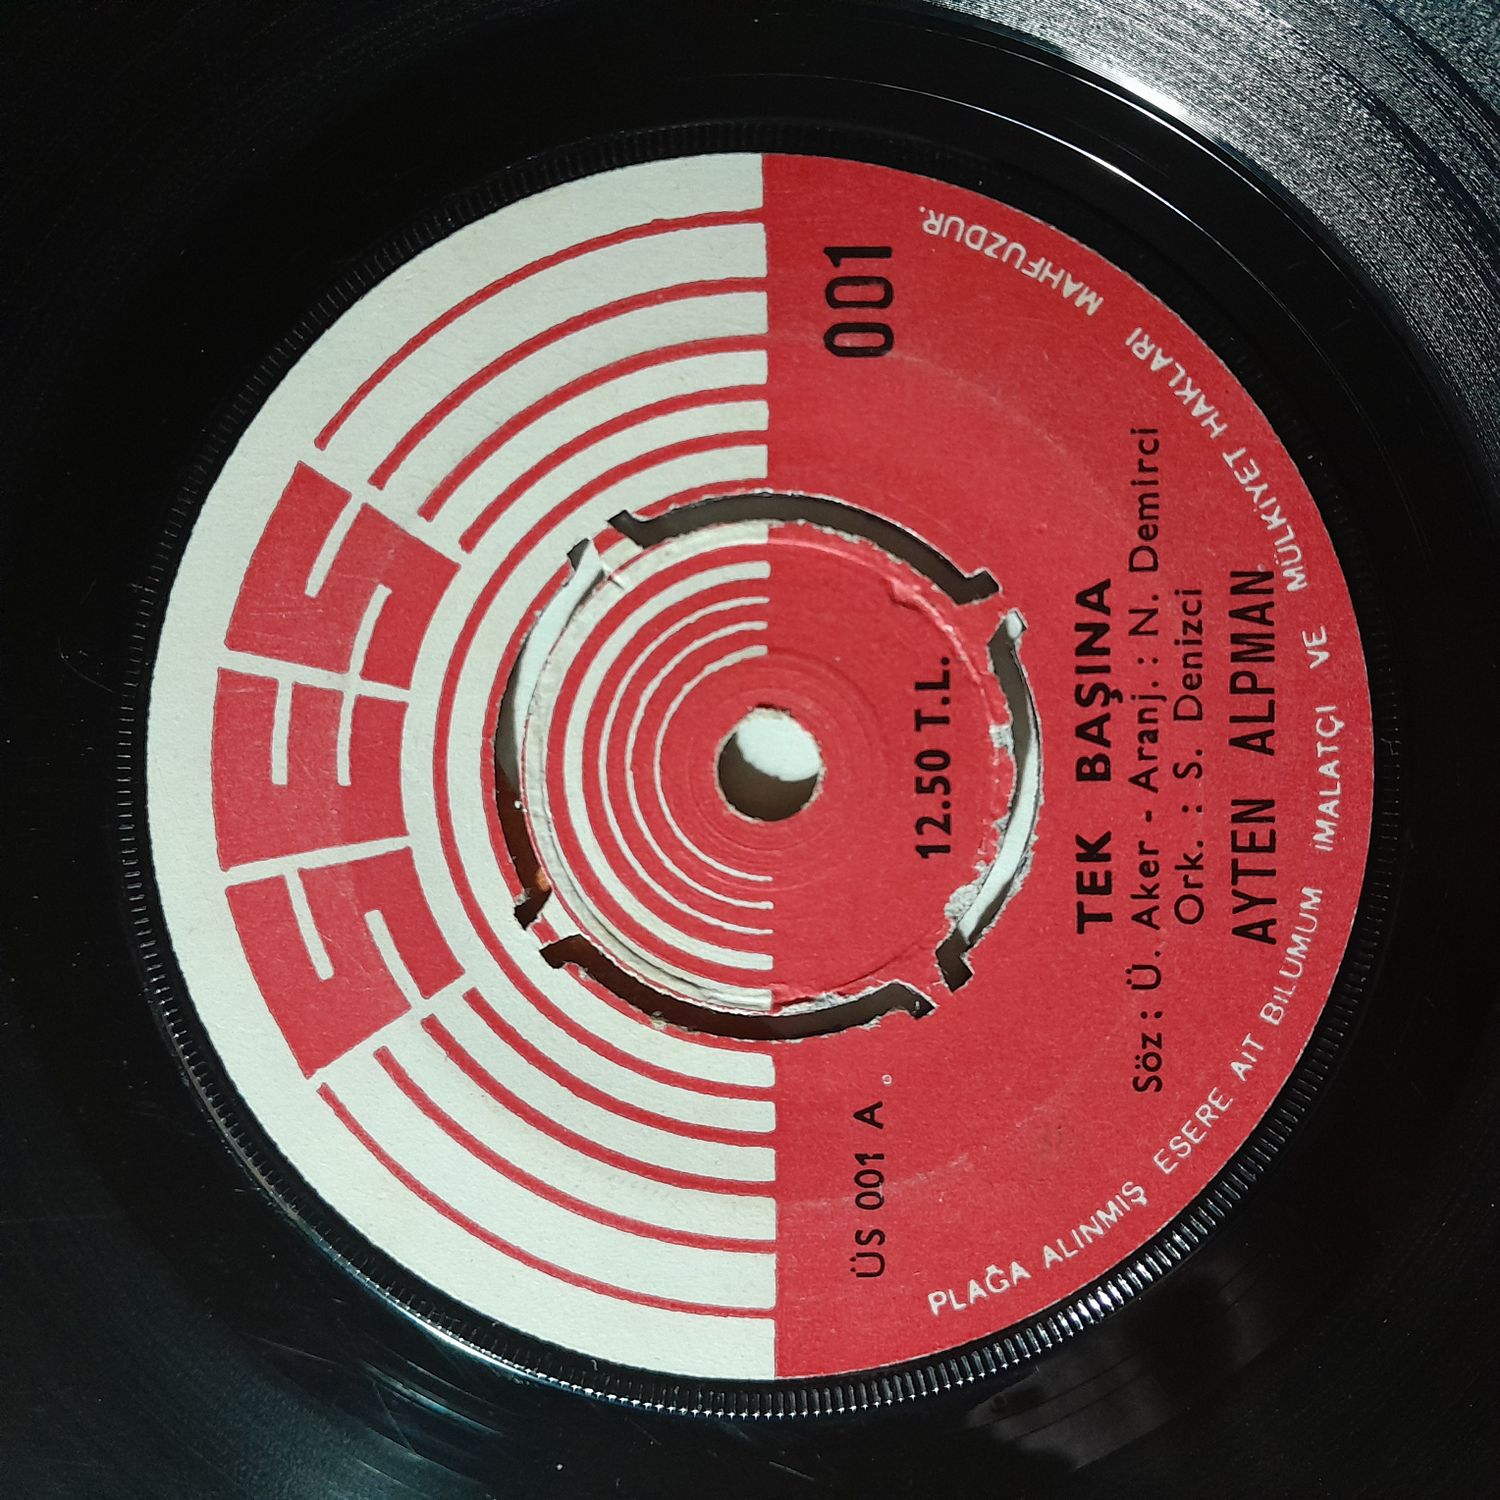 SES
ÜS 001 A
001
12.50 T.L.
TEK BAŞINA
Söz : Ü. Aker - Aranj. : N. Demirci
Ork. : S. Denizci
AYTEN ALPMAN
PLAĞA ALINMIŞ ESERE AİT BİLUMUM İMALATÇI VE MÜLKİYET HAKLARI MAHFUZDUR.